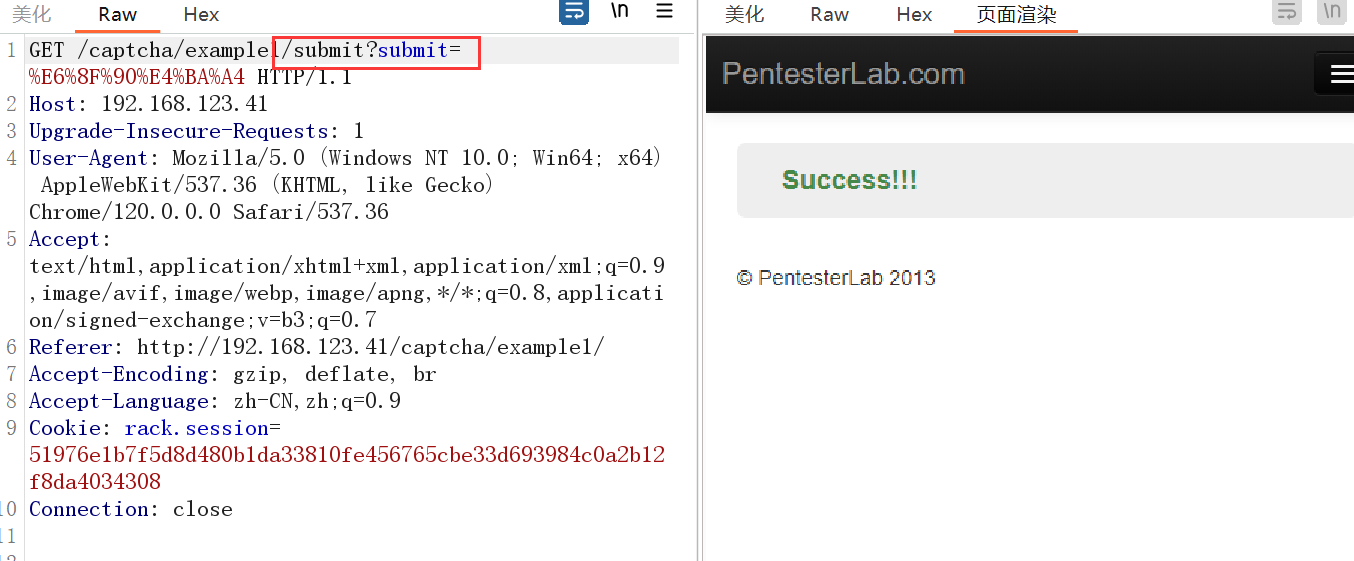 美化 Raw Hex \n
1 GET /captcha/example1/submit?submit=
%E6%8F%90%E4%BA%A4 HTTP/1.1
2 Host: 192.168.123.41
3 Upgrade-Insecure-Requests: 1
4 User-Agent: Mozilla/5.0 (Windows NT 10.0; Win64; x64)
AppleWebKit/537.36 (KHTML, like Gecko)
Chrome/120.0.0.0 Safari/537.36
5 Accept:
text/html,application/xhtml+xml,application/xml;q=0.9
,image/avif,image/webp,image/apng,*/*;q=0.8,applicati
on/signed-exchange;v=b3;q=0.7
6 Referer: http://192.168.123.41/captcha/example1/
7 Accept-Encoding: gzip, deflate, br
8 Accept-Language: zh-CN,zh;q=0.9
9 Cookie: rack.session=
51976e1b7f5d8d480b1da33810fe456765cbe33d693984c0a2b12
f8da4034308
10 Connection: close
11
12
美化 Raw Hex 页面渲染 \n
PentesterLab.com
Success!!!
© PentesterLab 2013